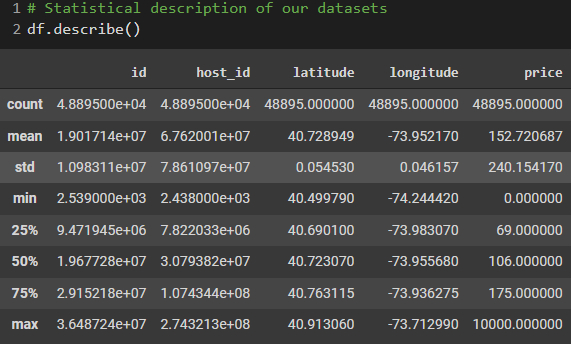 1 # Statistical description of our datasets
2 df.describe()
id host_id latitude longitude price
count 4.889500e+04 4.889500e+04 48895.000000 48895.000000 48895.000000
mean 1.901714e+07 6.762001e+07 40.728949 -73.952170 152.720687
std 1.098311e+07 7.861097e+07 0.054530 0.046157 240.154170
min 2.539000e+03 2.438000e+03 40.499790 -74.244420 0.000000
25% 9.471945e+06 7.822033e+06 40.690100 -73.983070 69.000000
50% 1.967728e+07 3.079382e+07 40.723070 -73.955680 106.000000
75% 2.915218e+07 1.074344e+08 40.763115 -73.936275 175.000000
max 3.648724e+07 2.743213e+08 40.913060 -73.712990 10000.000000